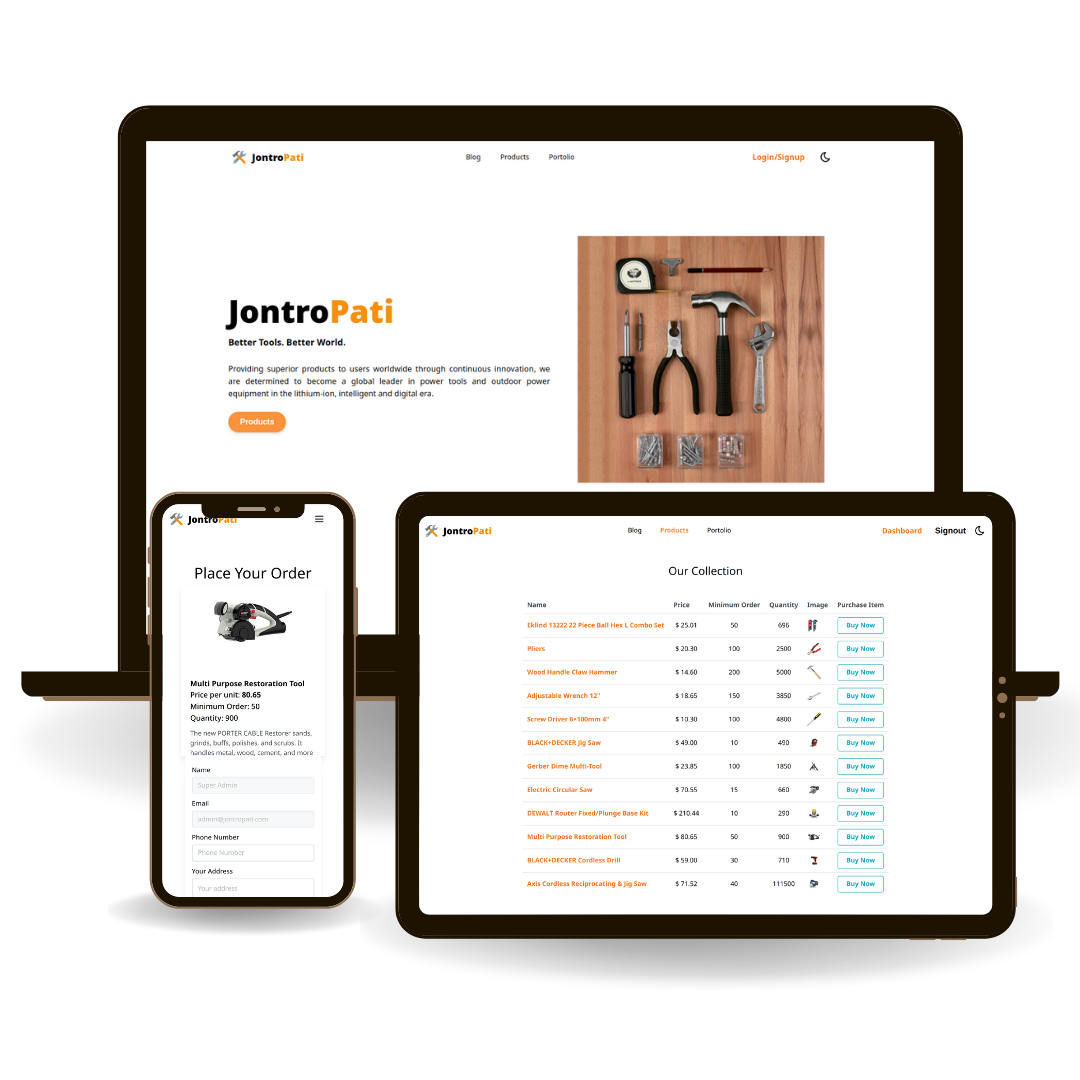 JontroPati
Blog Products Portolio
Login/Signup
JontroPati
Better Tools. Better World.
Providing superior products to users worldwide through continuous innovation, we
are determined to become a global leader in power tools and outdoor power
equipment in the lithium-ion, intelligent and digital era.
Products
JontroPati
Place Your Order
Multi Purpose Restoration Tool
Price per unit: 80.65
Minimum Order: 50
Quantity: 900
The new PORTER CABLE Restorer sands,
grinds, buffs, polishes, and scrubs. It
handles metal, wood, cement, and more
Name
Super Admin
Email
admin@jontropati.com
Phone Number
Phone Number
Your Address
Your address
JontroPati
Blog Products Portolio
Dashboard Signout
Our Collection
Name Price Minimum Order Quantity Image Purchase Item
Eklind 13222 22 Piece Ball Hex L Combo Set $ 25.01 50 696 Buy Now
Pliers $ 20.30 100 2500 Buy Now
Wood Handle Claw Hammer $ 14.60 200 5000 Buy Now
Adjustable Wrench 12" $ 18.65 150 3850 Buy Now
Screw Driver 6×100mm 4" $ 10.30 100 4800 Buy Now
BLACK+DECKER Jig Saw $ 49.00 10 490 Buy Now
Gerber Dime Multi-Tool $ 23.85 100 1850 Buy Now
Electric Circular Saw $ 70.55 15 660 Buy Now
DEWALT Router Fixed/Plunge Base Kit $ 210.44 10 290 Buy Now
Multi Purpose Restoration Tool $ 80.65 50 900 Buy Now
BLACK+DECKER Cordless Drill $ 59.00 30 710 Buy Now
Axis Cordless Reciprocating & Jig Saw $ 71.52 40 111500 Buy Now